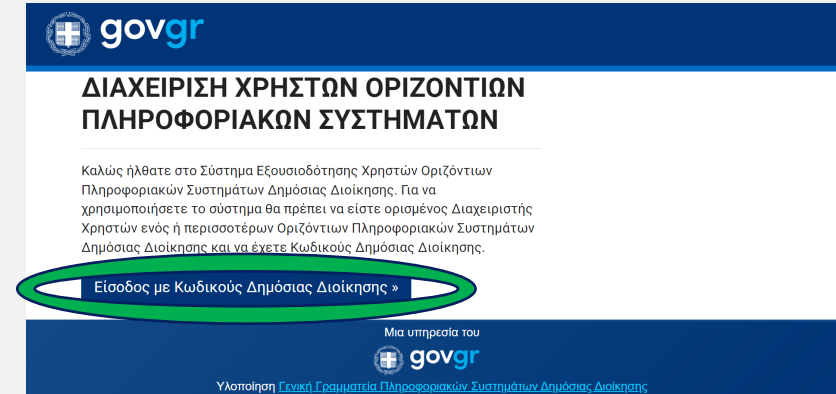 govgr
ΔΙΑΧΕΙΡΙΣΗ ΧΡΗΣΤΩΝ ΟΡΙΖΟΝΤΙΩΝ
ΠΛΗΡΟΦΟΡΙΑΚΩΝ ΣΥΣΤΗΜΑΤΩΝ
Καλώς ήλθατε στο Σύστημα Εξουσιοδότησης Χρηστών Οριζόντιων
Πληροφοριακών Συστημάτων Δημόσιας Διοίκησης. Για να
χρησιμοποιήσετε το σύστημα θα πρέπει να είστε ορισμένος Διαχειριστής
Χρηστών ενός ή περισσοτέρων Οριζόντιων Πληροφοριακών Συστημάτων
Δημόσιας Διοίκησης και να έχετε Κωδικούς Δημόσιας Διοίκησης.
Είσοδος με Κωδικούς Δημόσιας Διοίκησης »
Μια υπηρεσία του
govgr
Υλοποίηση Γενική Γραμματεία Πληροφοριακών Συστημάτων Δημόσιας Διοίκησης